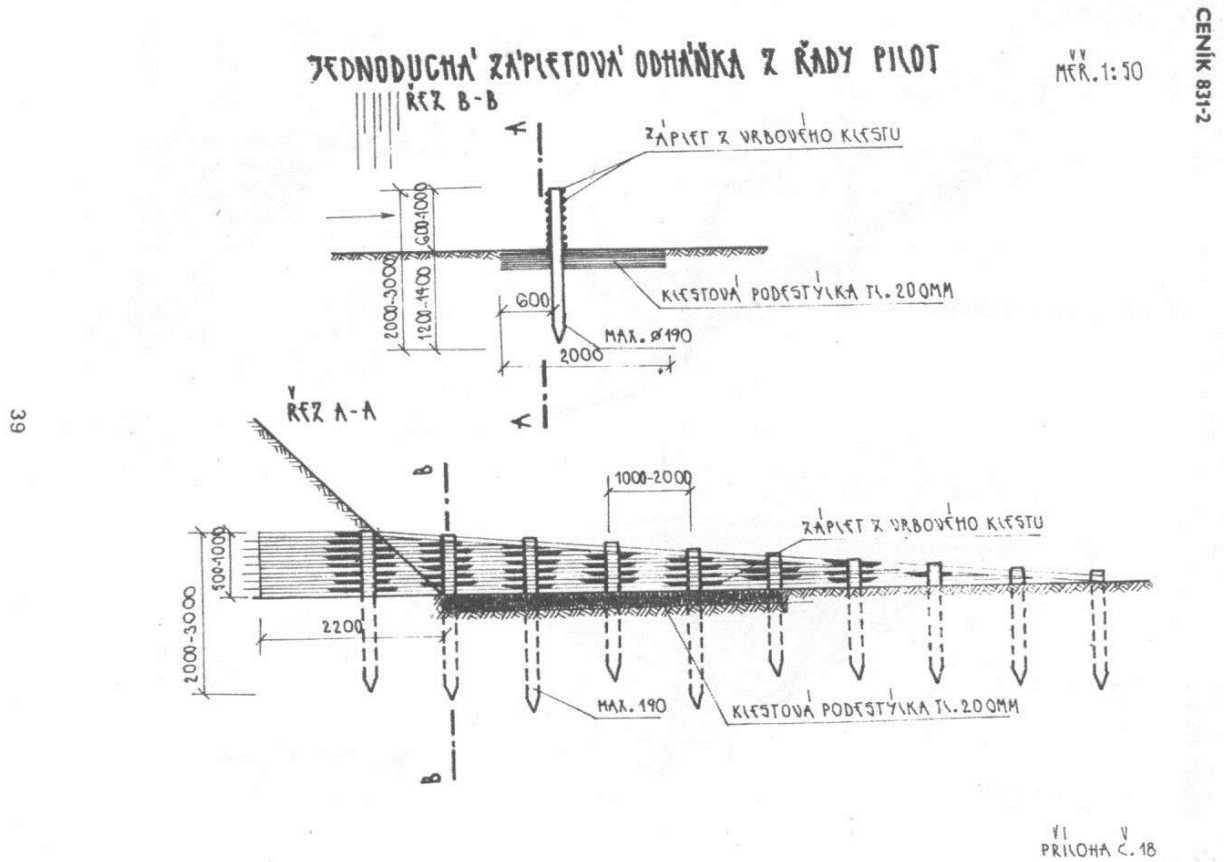 CENÍK 831-2
JEDNODUCHÁ ZÁPLETOVÁ ODHÁŇKA Z ŘADY PILOT
MĚŘ. 1:50
ŘEZ B-B
A
ZÁPLET Z VRBOVÉHO KLESTU
600-1000
2000-3000
1200-1400
600
KLESTOVÁ PODESTÝLKA TL. 200MM
MAX. Ø190
2000
A
39
ŘEZ A-A
B
1000-2000
ZÁPLET Z VRBOVÉHO KLESTU
2000-3000
2200
MAX. 190
KLESTOVÁ PODESTÝLKA TL. 200MM
B
PŘÍLOHA Č. 18